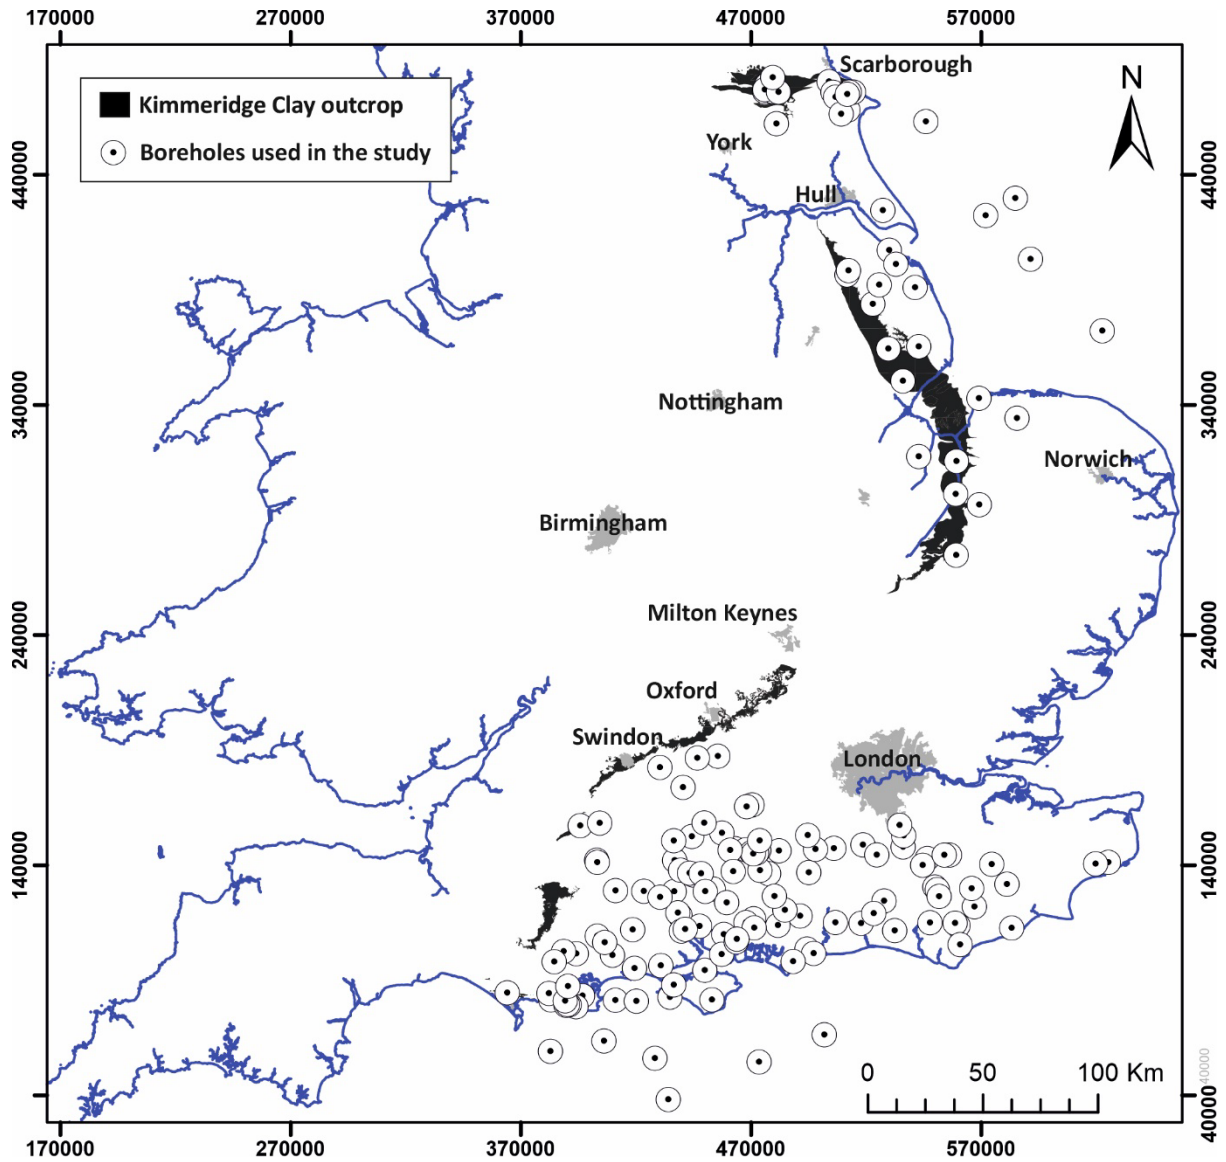 170000 270000 370000 470000 570000
Kimmeridge Clay outcrop
Boreholes used in the study
Scarborough
N
York
440000 440000
Hull
Nottingham
340000 340000
Norwich
Birmingham
Milton Keynes
240000 240000
Oxford
Swindon
London
140000 140000
0 50 100 Km
40000
40000
170000 270000 370000 470000 570000